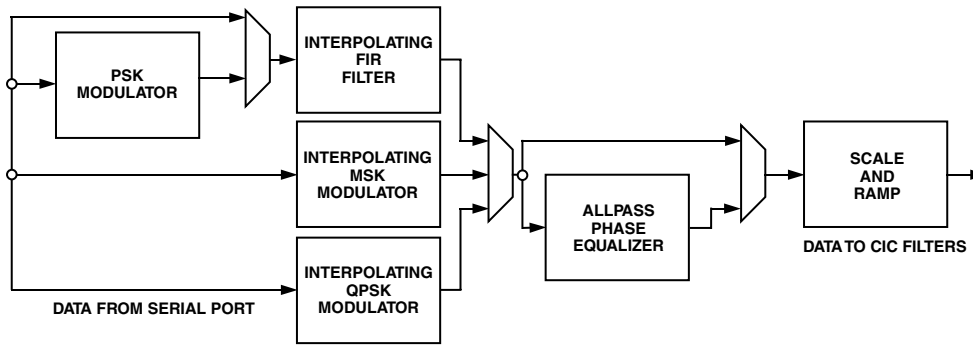 PSK
MODULATOR
INTERPOLATING
FIR
FILTER
INTERPOLATING
MSK
MODULATOR
INTERPOLATING
QPSK
MODULATOR
ALLPASS
PHASE
EQUALIZER
SCALE
AND
RAMP
DATA TO CIC FILTERS
DATA FROM SERIAL PORT